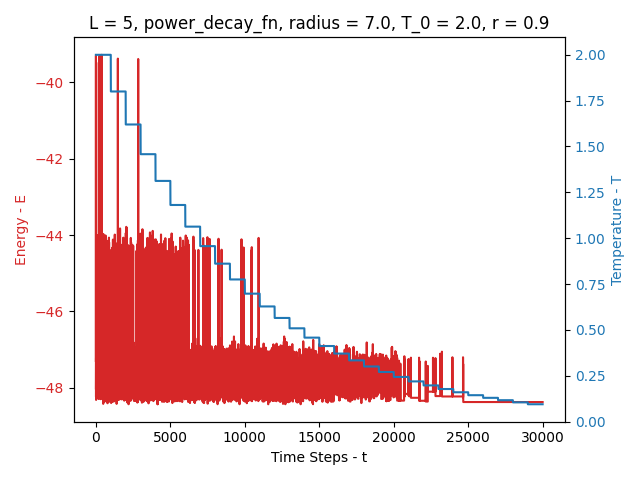 L = 5, power_decay_fn, radius = 7.0, T_0 = 2.0, r = 0.9
−40
−42
−44
−46
−48
Energy - E
2.00
1.75
1.50
1.25
1.00
0.75
0.50
0.25
0.00
Temperature - T
0 5000 10000 15000 20000 25000 30000
Time Steps - t